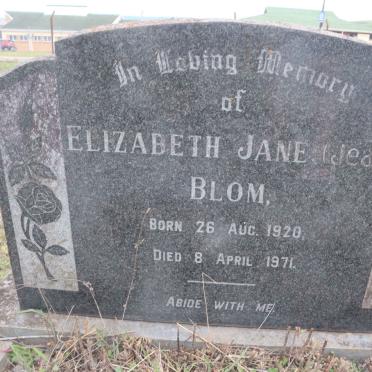 In Loving Memory
of
ELIZABETH JANE
BLOM,
BORN 26 AUG. 1920,
DIED 8 APRIL 1971.
ABIDE WITH ME